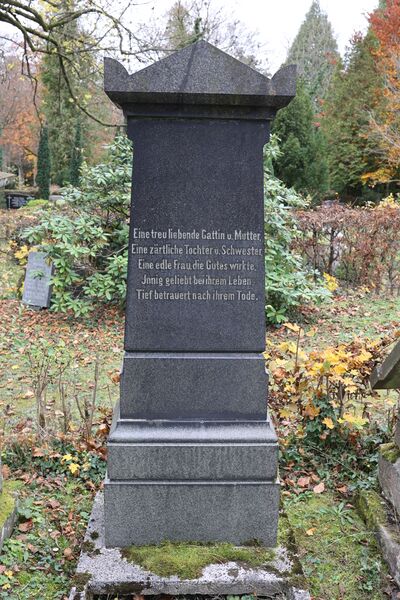 Eine treu liebende Gattin u. Mutter,
Eine zärtliche Tochter u. Schwester,
Eine edle Frau, die Gutes wirkte,
Jnnig geliebt bei ihrem Leben,
Tief betrauert nach ihrem Tode.